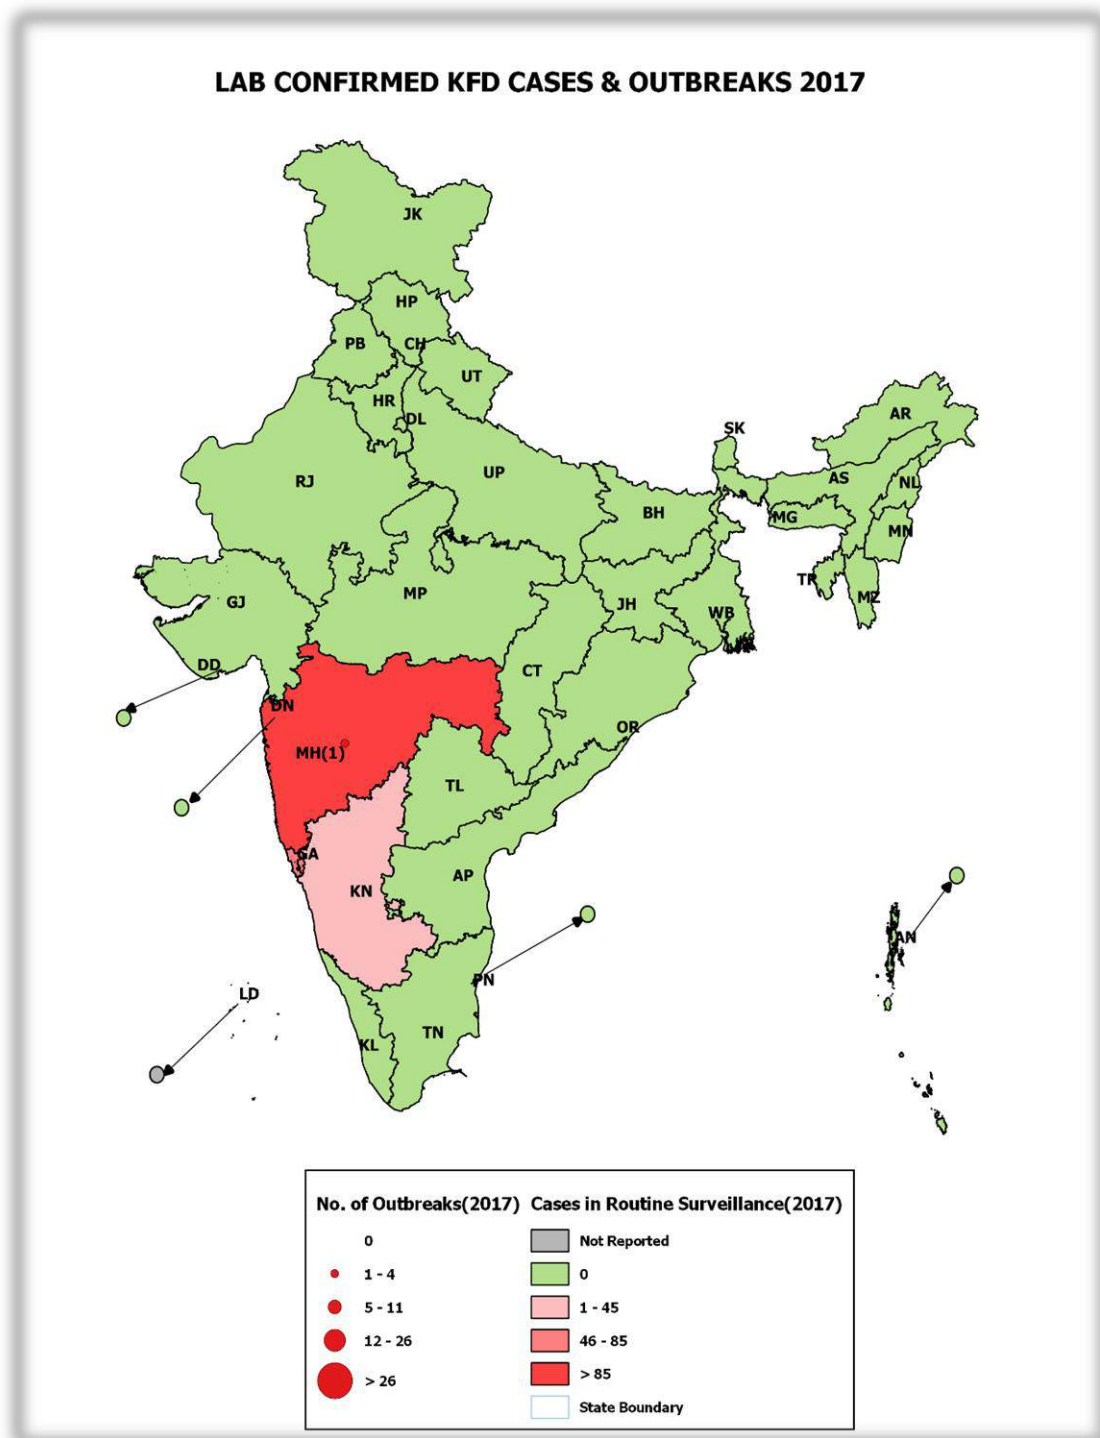 LAB CONFIRMED KFD CASES & OUTBREAKS 2017
JK
HP
PB
CH
UT
HR
DL
AR
SK
RJ
UP
AS
NL
BH
MG
MN
TR
MZ
GJ
MP
JH
WB
DD
CT
DN
OR
MH(1)
TL
GA
AP
KN
AN
PN
LD
TN
KL
No. of Outbreaks(2017) Cases in Routine Surveillance(2017)
0 Not Reported
1 - 4 0
5 - 11 1 - 45
12 - 26 46 - 85
> 26 > 85
State Boundary